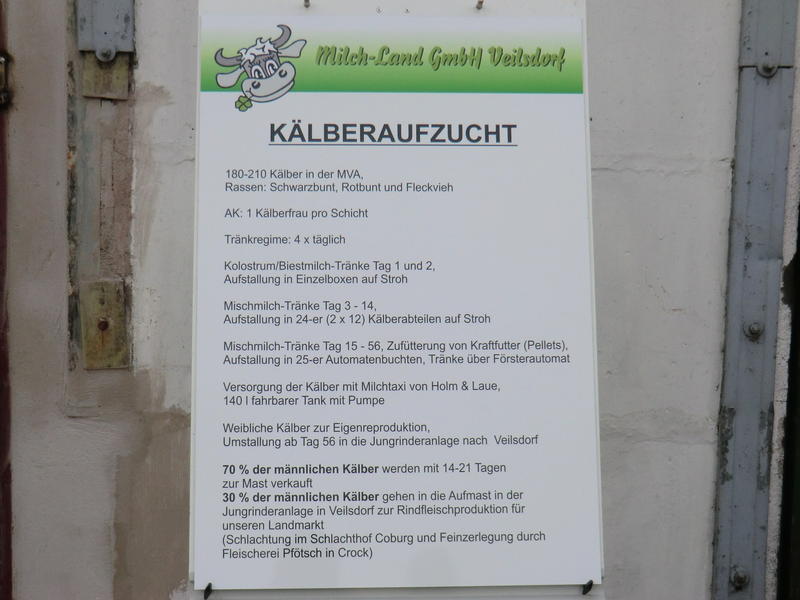 Milch-Land GmbH Veilsdorf
KÄLBERAUFZUCHT
180-210 Kälber in der MVA,
Rassen: Schwarzbunt, Rotbunt und Fleckvieh
AK: 1 Kälberfrau pro Schicht
Tränkregime: 4 x täglich
Kolostrum/Biestmilch-Tränke Tag 1 und 2,
Aufstallung in Einzelboxen auf Stroh
Mischmilch-Tränke Tag 3 - 14,
Aufstallung in 24-er (2 x 12) Kälberabteilen auf Stroh
Mischmilch-Tränke Tag 15 - 56, Zufütterung von Kraftfutter (Pellets),
Aufstallung in 25-er Automatenbuchten, Tränke über Försterautomat
Versorgung der Kälber mit Milchtaxi von Holm & Laue,
140 l fahrbarer Tank mit Pumpe
Weibliche Kälber zur Eigenreproduktion,
Umstallung ab Tag 56 in die Jungrinderanlage nach Veilsdorf
70 % der männlichen Kälber werden mit 14-21 Tagen
zur Mast verkauft
30 % der männlichen Kälber gehen in die Aufmast in der
Jungrinderanlage in Veilsdorf zur Rindfleischproduktion für
unseren Landmarkt
(Schlachtung im Schlachthof Coburg und Feinzerlegung durch
Fleischerei Pfötsch in Crock)